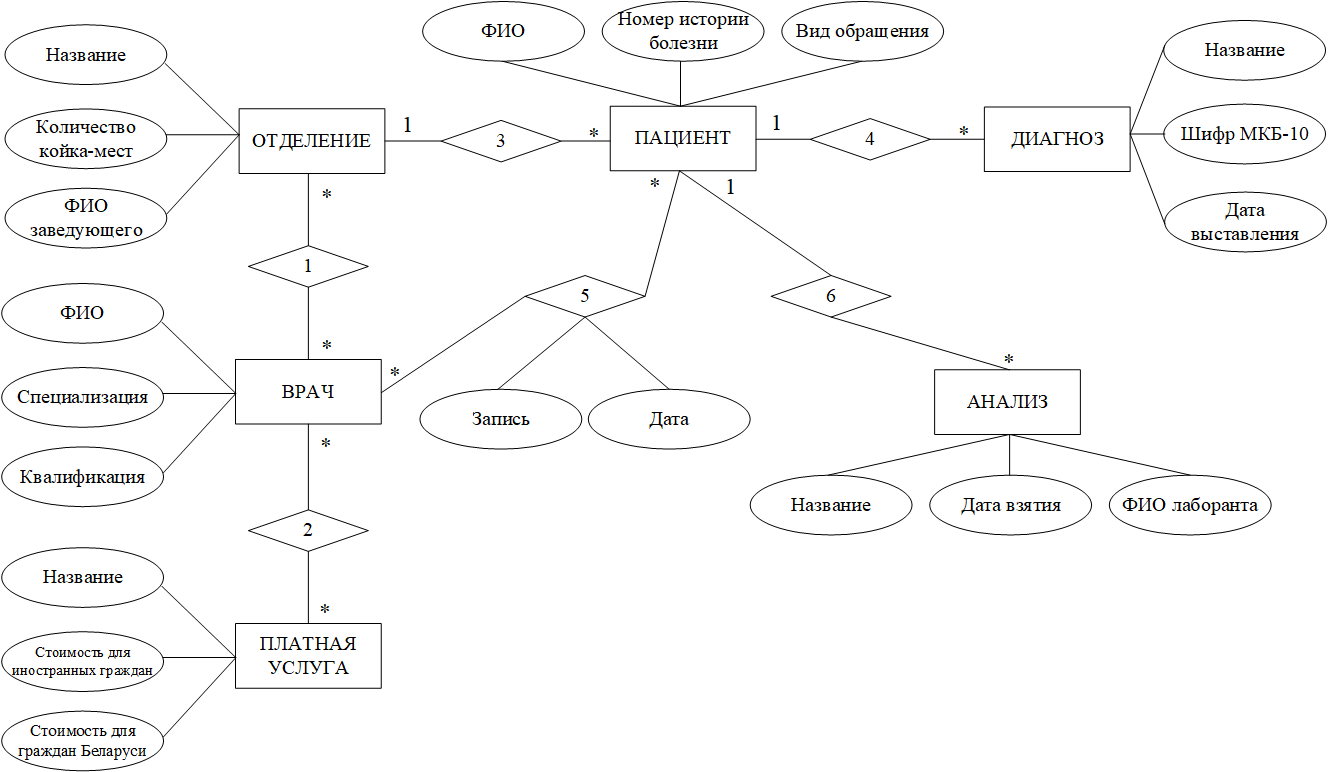 ФИО
Номер истории
болезни
Вид обращения
Название
Название
Количество
койка-мест
ОТДЕЛЕНИЕ
1
3
*
ПАЦИЕНТ
1
4
*
ДИАГНОЗ
Шифр МКБ-10
ФИО
заведующего
*
*
1
Дата
выставления
1
5
6
ФИО
*
*
*
ВРАЧ
Специализация
Запись
Дата
АНАЛИЗ
*
Квалификация
Название
Дата взятия
ФИО лаборанта
2
Название
*
ПЛАТНАЯ
УСЛУГА
Стоимость для
иностранных граждан
Стоимость для
граждан Беларуси